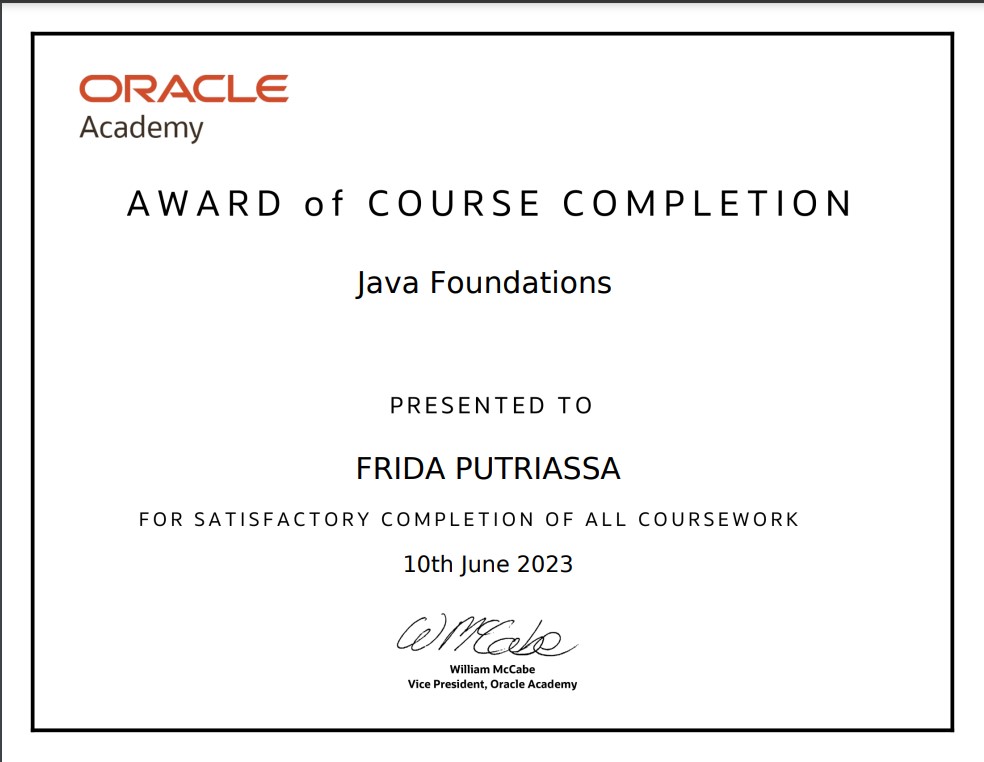 ORACLE
Academy
AWARD of COURSE COMPLETION
Java Foundations
PRESENTED TO
FRIDA PUTRIASSA
FOR SATISFACTORY COMPLETION OF ALL COURSEWORK
10th June 2023
W McCabe
William McCabe
Vice President, Oracle Academy